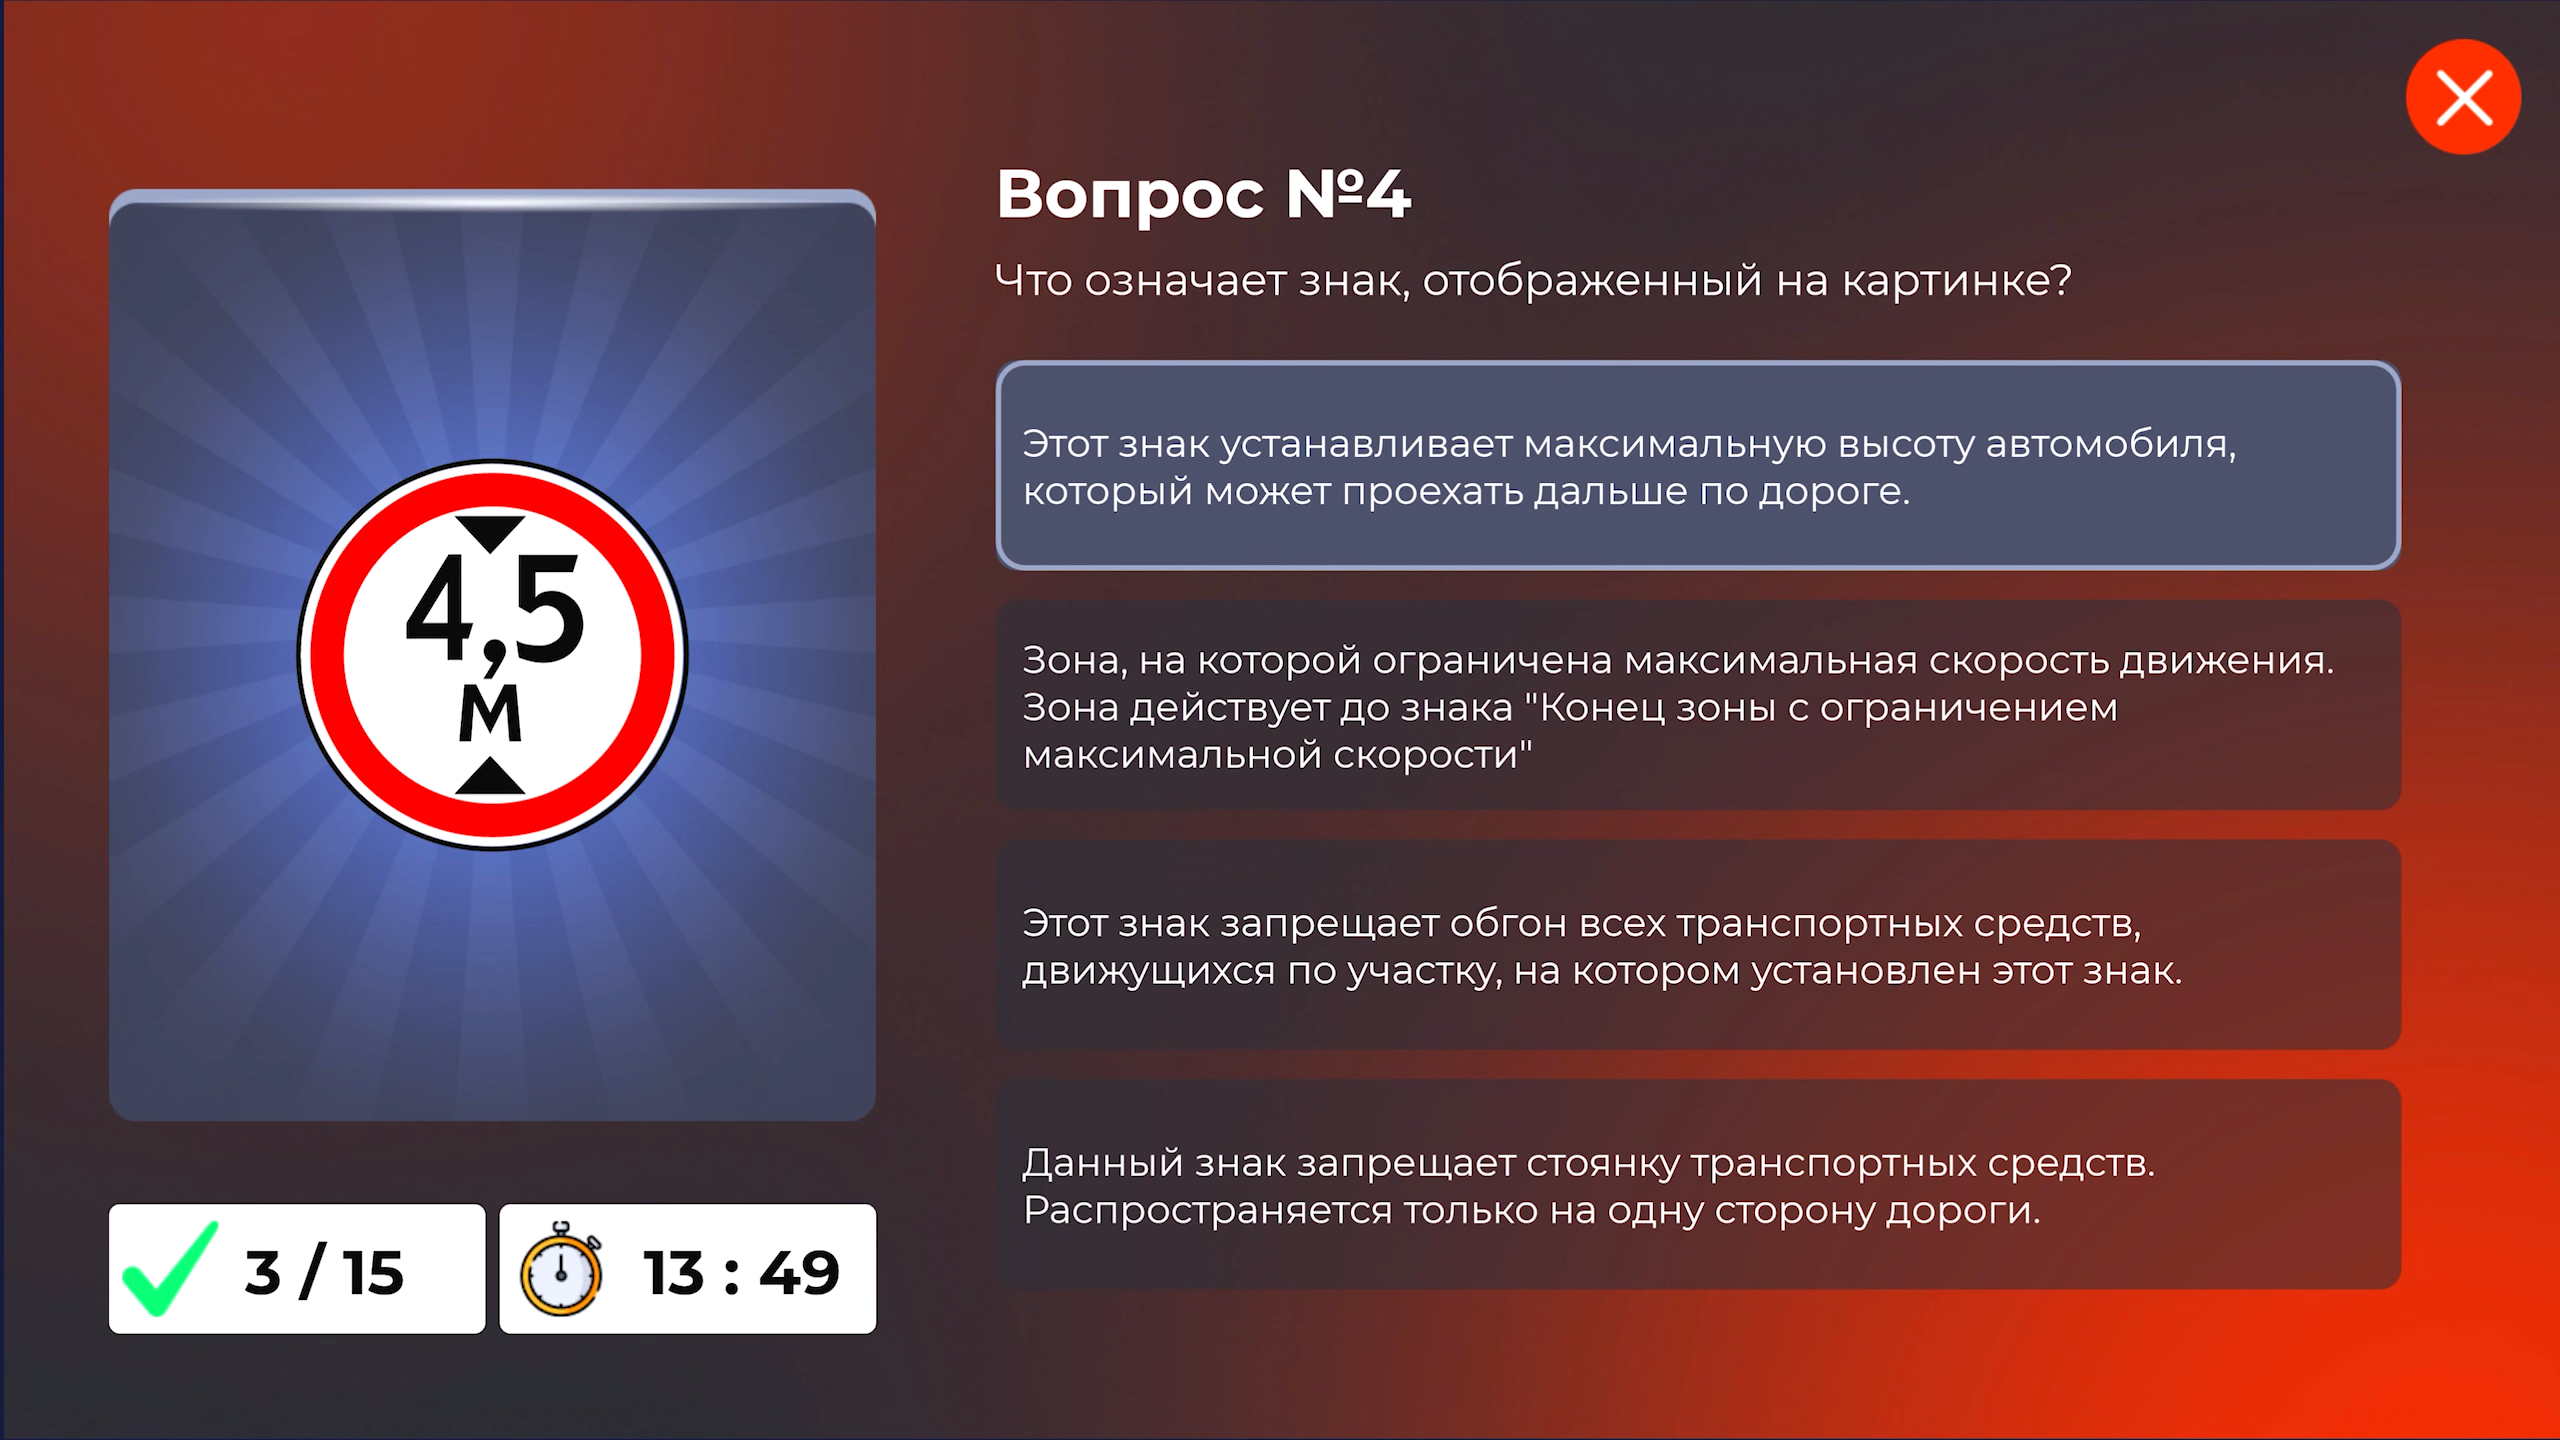 Вопрос №4
Что означает знак, отображенный на картинке?
4,5
м
Этот знак устанавливает максимальную высоту автомобиля,
который может проехать дальше по дороге.
Зона, на которой ограничена максимальная скорость движения.
Зона действует до знака "Конец зоны с ограничением
максимальной скорости"
Этот знак запрещает обгон всех транспортных средств,
движущихся по участку, на котором установлен этот знак.
Данный знак запрещает стоянку транспортных средств.
Распространяется только на одну сторону дороги.
3 / 15
13 : 49